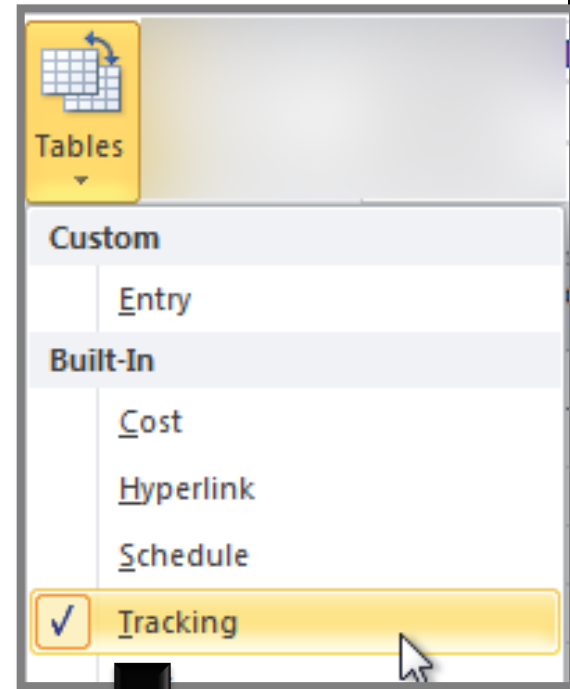 Tables
Custom
Entry
Built-In
Cost
Hyperlink
Schedule
Tracking